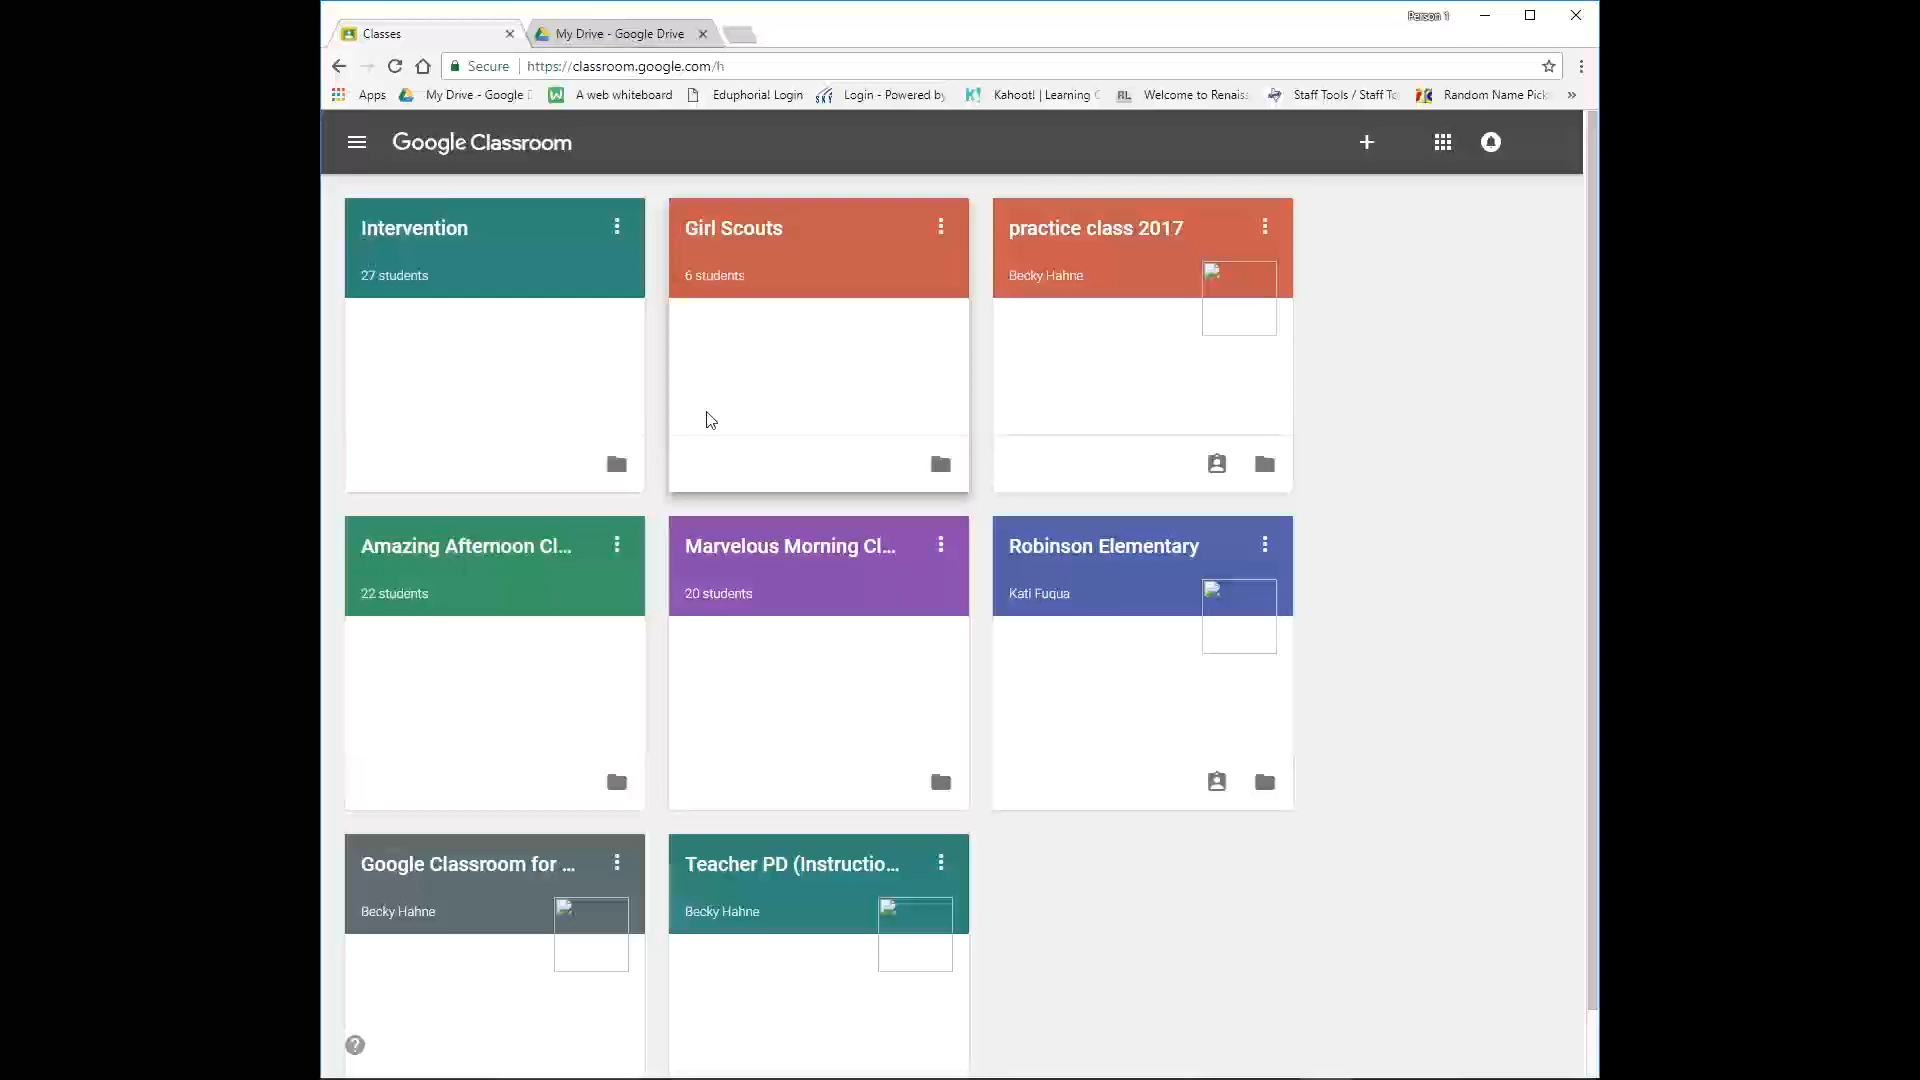 Person 1
Classes
My Drive - Google Drive
Secure
https://classroom.google.com/h
Apps
My Drive - Google
A web whiteboard
Eduphoria! Login
Login - Powered by
Kahoot! | Learning
RL
Welcome to Renais
Staff Tools / Staff To
Random Name Pick
»
Google Classroom
Intervention
27 students
Girl Scouts
6 students
practice class 2017
Becky Hahne
Amazing Afternoon Cl...
22 students
Marvelous Morning Cl...
20 students
Robinson Elementary
Kati Fuqua
Google Classroom for ...
Becky Hahne
Teacher PD (Instructio...
Becky Hahne
?